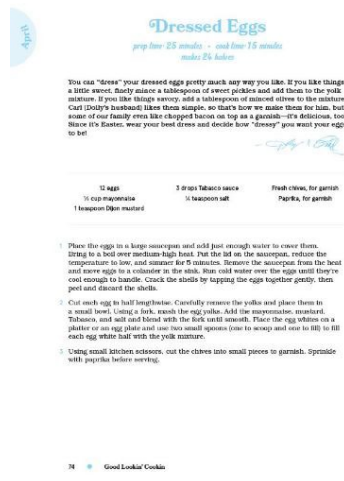 April
Dressed Eggs
prep time 25 minutes • cook time 15 minutes
makes 24 halves
You can "dress" your dressed eggs pretty much any way you like. If you like things
a little sweet, finely mince a tablespoon of sweet pickles and add them to the yolk
mixture. If you like things savory, add a tablespoon of minced olives to the mixture.
Carl (Dolly's husband) likes them simple, so that's how we make them for him, but
some of our family even like chopped bacon on top as a garnish—it's delicious, too.
Since it's Easter, wear your best dress and decide how "dressy" you want your eggs
to be!
12 eggs
mayonnaise
1 teaspoon Dijon mustard
3 drops Tabasco sauce
¼ teaspoon salt
Fresh chives, for garnish
Paprika, for garnish
1 Place the eggs in a large saucepan and add just enough water to cover them.
Bring to a boil over medium-high heat. Put the lid on the saucepan, reduce the
temperature to low, and simmer for 5 minutes. Remove the saucepan from the heat
and move eggs to a colander in the sink. Run cold water over the eggs until they're
cool enough to handle. Crack the shells by tapping the eggs together gently, then
peel and discard the shells.
2 Cut each egg in half lengthwise. Carefully remove the yolks and place them in
a small bowl. Using a fork, mash the egg yolks. Add the mayonnaise, mustard,
Tabasco, and salt and blend with the fork until smooth. Place the egg whites on a
platter or an egg plate and use two small spoons (one to scoop and one to fill) to fill
each egg white half with the yolk mixture.
3 Using small kitchen scissors, cut the chives into small pieces to garnish. Sprinkle
with paprika before serving.
74 Good Lookin' Cookin